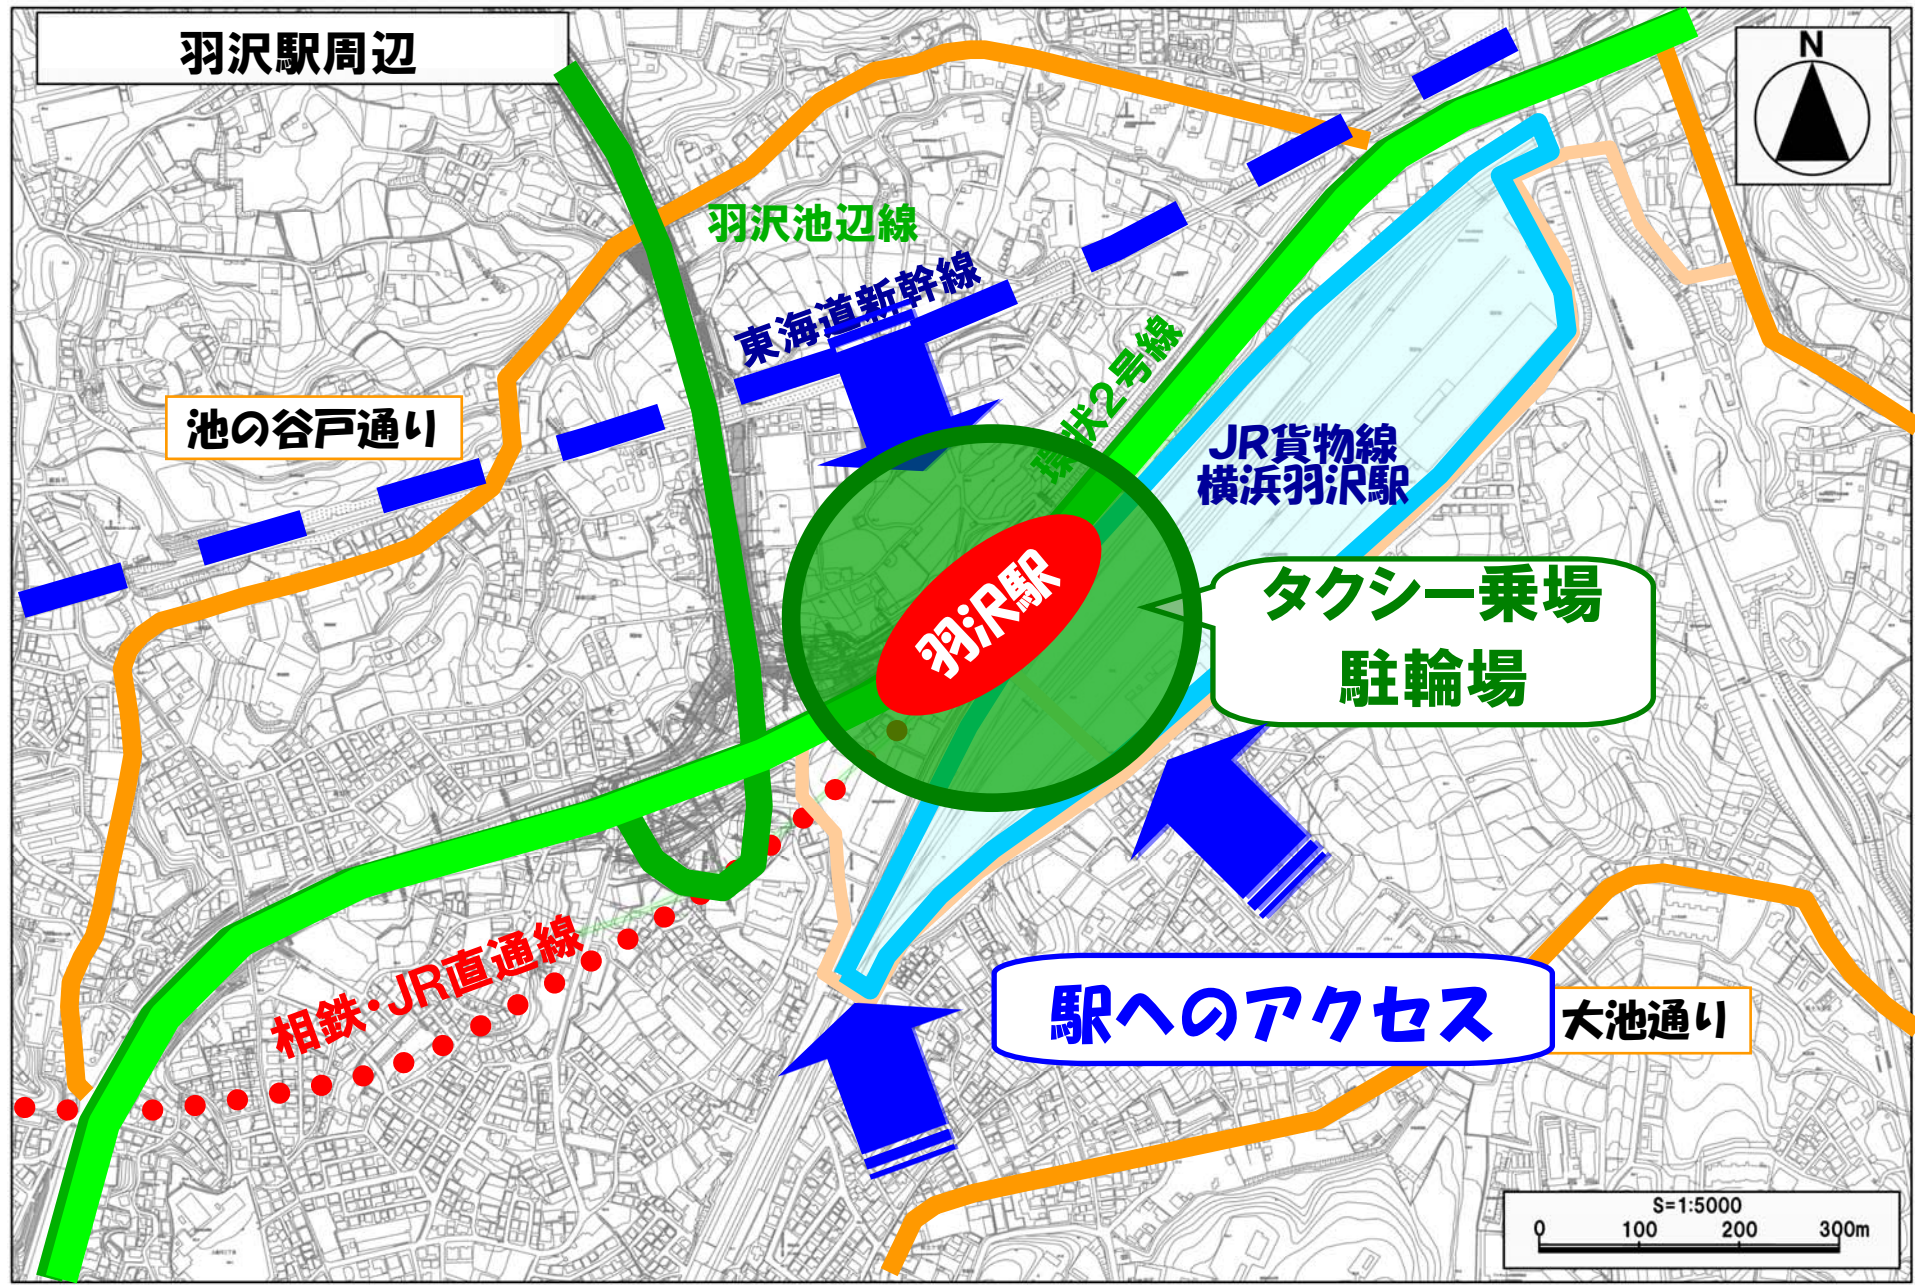 羽沢駅周辺
N
羽沢池辺線
東海道新幹線
環状2号線
池の谷戸通り
JR貨物線
横浜羽沢駅
羽沢駅
タクシー乗場
駐輪場
相鉄・JR直通線
駅へのアクセス
大池通り
S=1:5000
0 100 200 300m